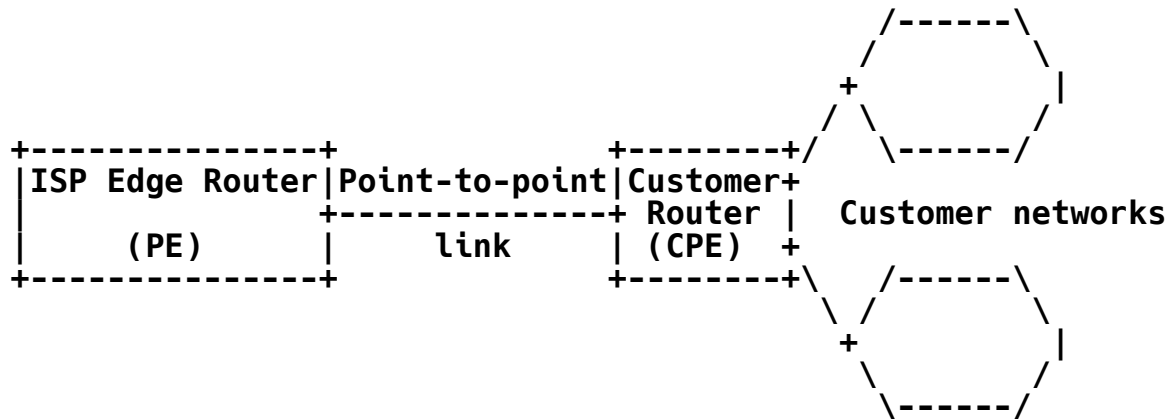 ISP Edge Router Point-to-point Customer
Router Customer networks
(PE) link (CPE)